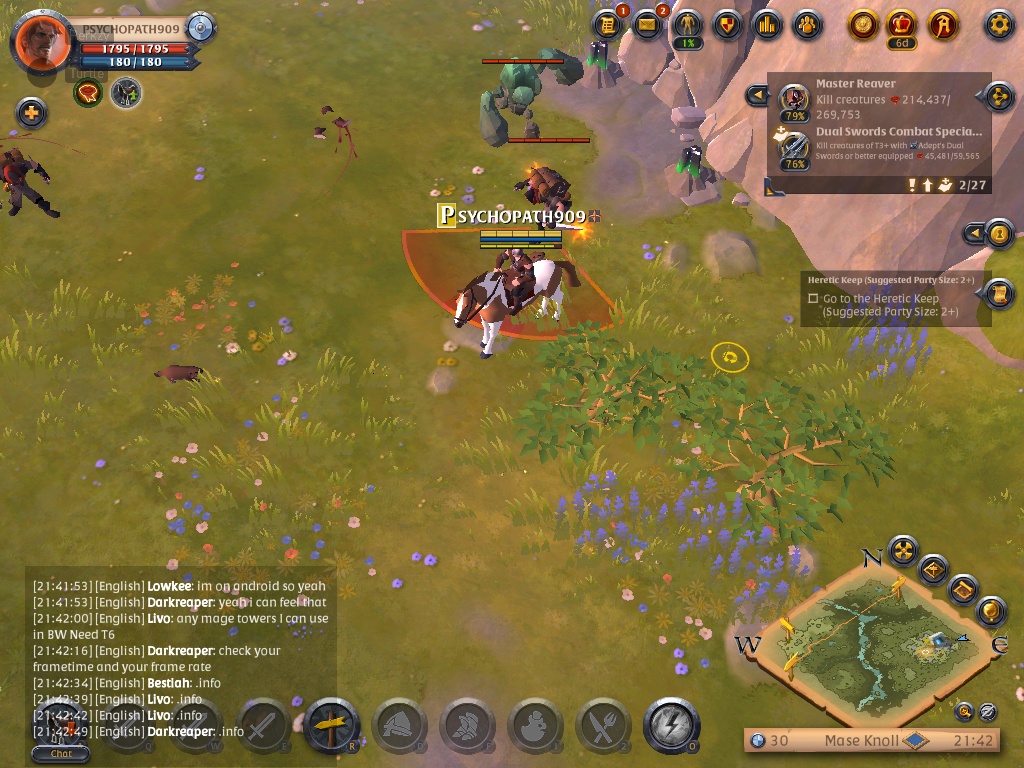 PSYCHOPATH909
1795 / 1795
180 / 180
Turtle
1
2
1%
6d
Master Reaver
Kill creatures 214,437/
269,753
79%
Dual Swords Combat Specia...
Kill creatures of T3+ with Adept's Dual
Swords or better equipped 45,481/59,565
76%
2/27
PSYCHOPATH909
Heretic Keep (Suggested Party Size: 2+)
Go to the Heretic Keep
(Suggested Party Size: 2+)
[21:41:53] [English] Lowkee: im on android so yeah
[21:41:53] [English] Darkreaper: yeah i can feel that
[21:42:00] [English] Livo: any mage towers I can use
in BW Need T6
[21:42:16] [English] Darkreaper: check your
frametime and your frame rate
[21:42:34] [English] Bestiah: .info
[21:42:39] [English] Livo: .info
[21:42:42] [English] Livo: .info
[21:42:49] [English] Darkreaper: .info
Chat
Q
W
E
R
D
F
2
O
N
W
E
30
Mase Knoll
21:42